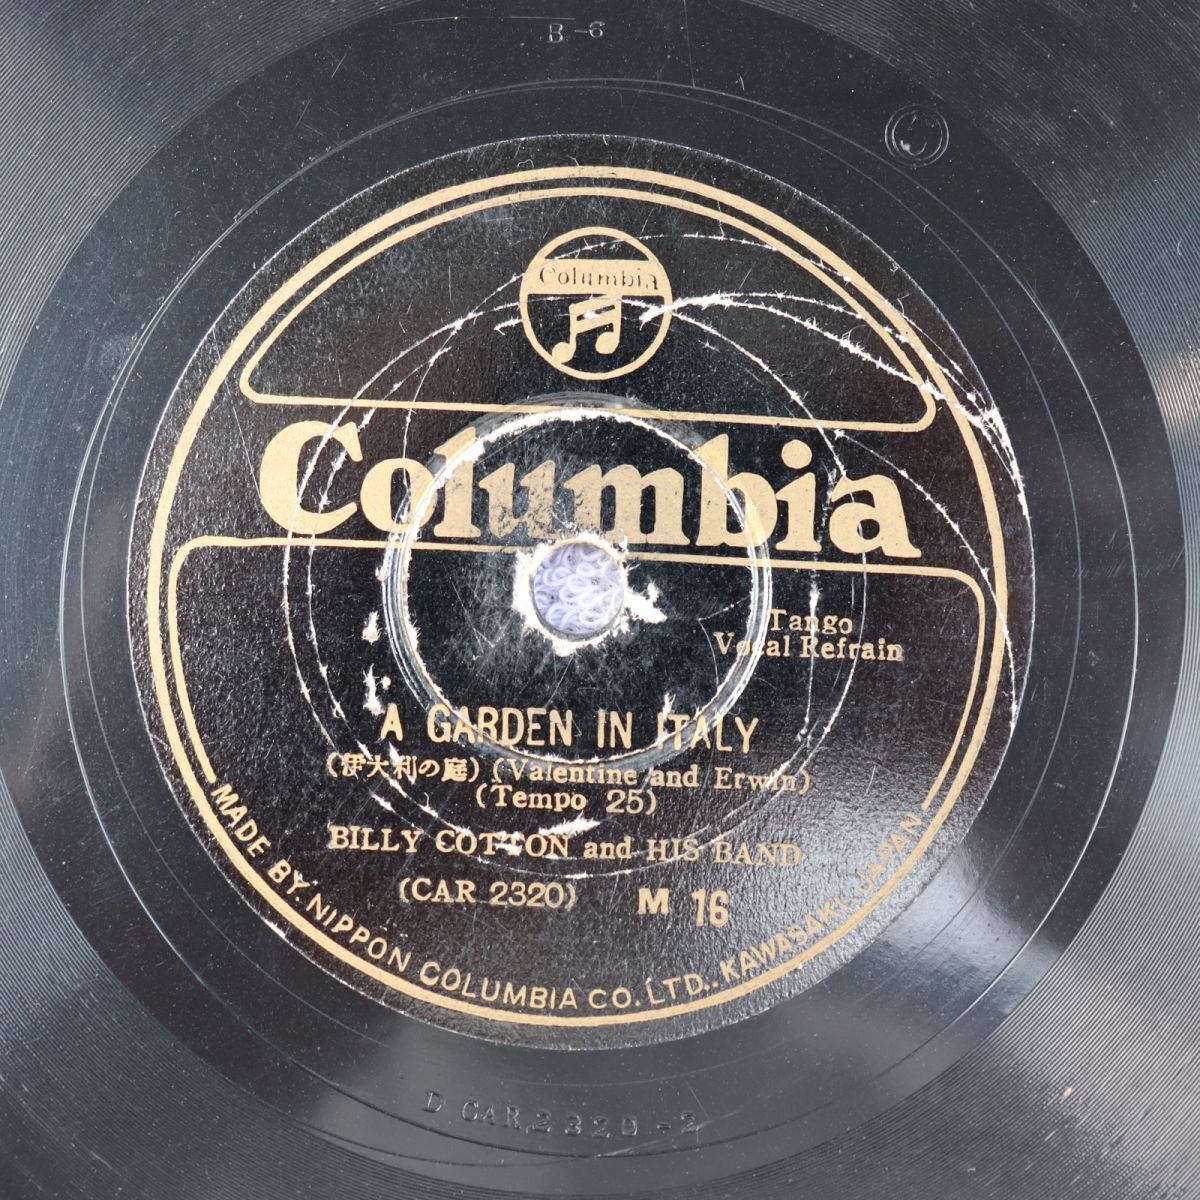 B-6
Columbia
Columbia
Tango
Vocal Refrain
A GARDEN IN ITALY
(伊太利の庭) (Valentine and Erwin)
(Tempo 25)
BILLY COTTON and HIS BAND
(CAR 2320) M 16
MADE BY NIPPON COLUMBIA CO. LTD., KAWASAKI, JAPAN
D CAR.2320-2